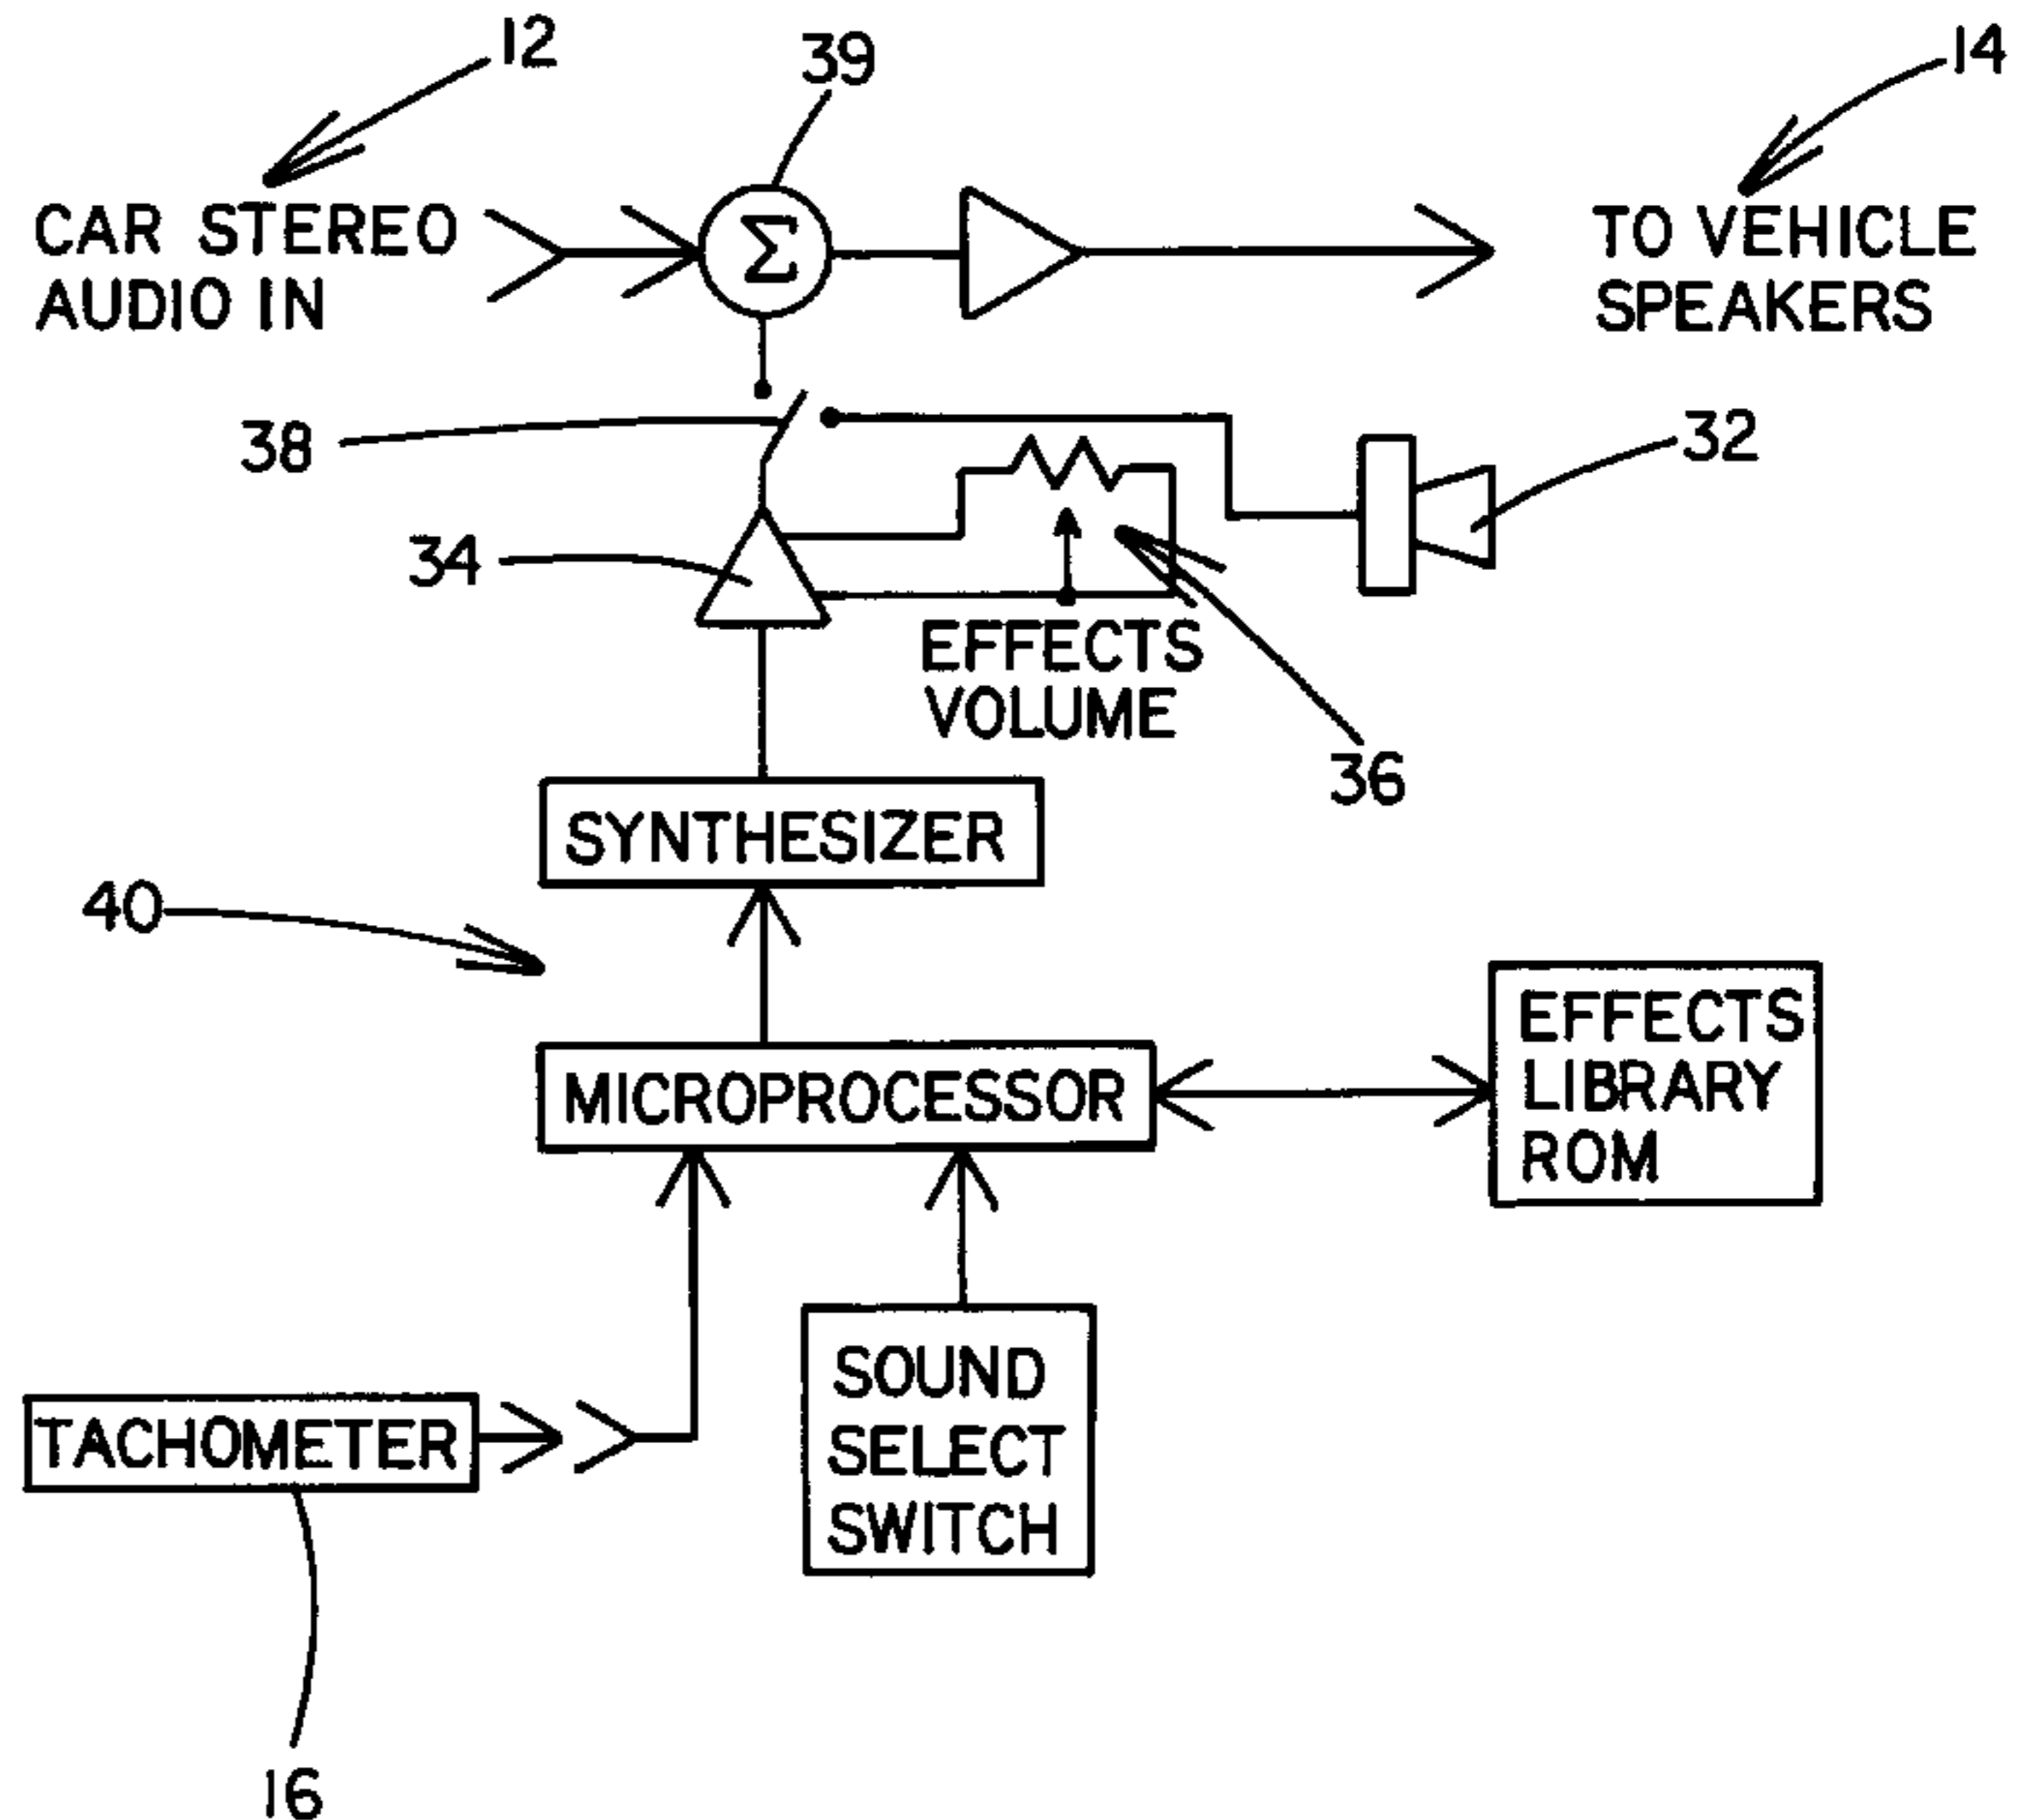 12
39
14
CAR STEREO
AUDIO IN
Σ
TO VEHICLE
SPEAKERS
38
32
34
EFFECTS
VOLUME
36
SYNTHESIZER
40
MICROPROCESSOR
EFFECTS
LIBRARY
ROM
SOUND
SELECT
SWITCH
TACHOMETER
16